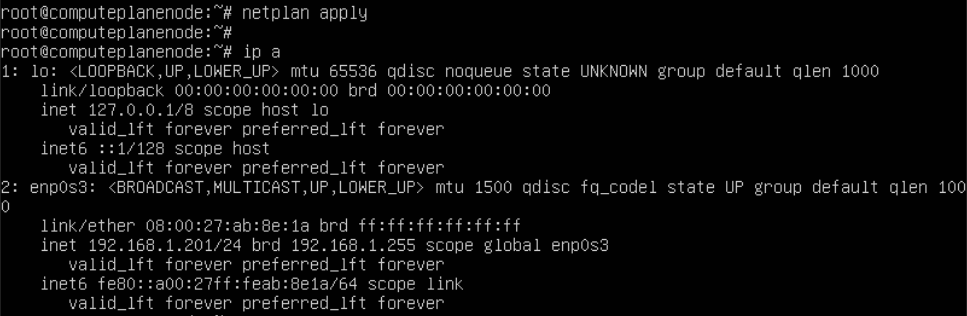 root@computeplanenode:~# netplan apply
root@computeplanenode:~#
root@computeplanenode:~# ip a
1: lo: <LOOPBACK,UP,LOWER_UP> mtu 65536 qdisc noqueue state UNKNOWN group default qlen 1000
    link/loopback 00:00:00:00:00:00 brd 00:00:00:00:00:00
    inet 127.0.0.1/8 scope host lo
       valid_lft forever preferred_lft forever
    inet6 ::1/128 scope host
       valid_lft forever preferred_lft forever
2: enp0s3: <BROADCAST,MULTICAST,UP,LOWER_UP> mtu 1500 qdisc fq_codel state UP group default qlen 100
0
    link/ether 08:00:27:ab:8e:1a brd ff:ff:ff:ff:ff:ff
    inet 192.168.1.201/24 brd 192.168.1.255 scope global enp0s3
       valid_lft forever preferred_lft forever
    inet6 fe80::a00:27ff:feab:8e1a/64 scope link
       valid_lft forever preferred_lft forever